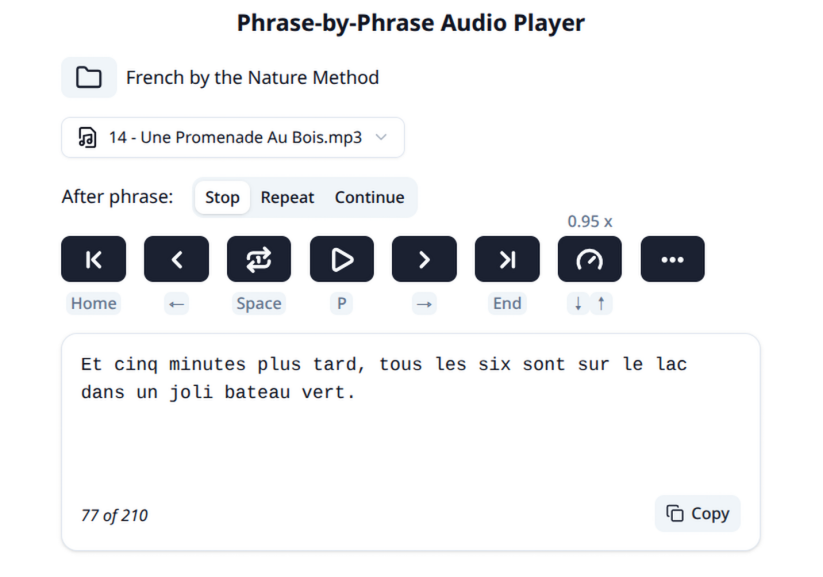 Phrase-by-Phrase Audio Player
French by the Nature Method
14 - Une Promenade Au Bois.mp3
After phrase: Stop Repeat Continue
0.95 x
1
Home ← Space P → End ↓ ↑
Et cinq minutes plus tard, tous les six sont sur le lac
dans un joli bateau vert.
77 of 210
Copy